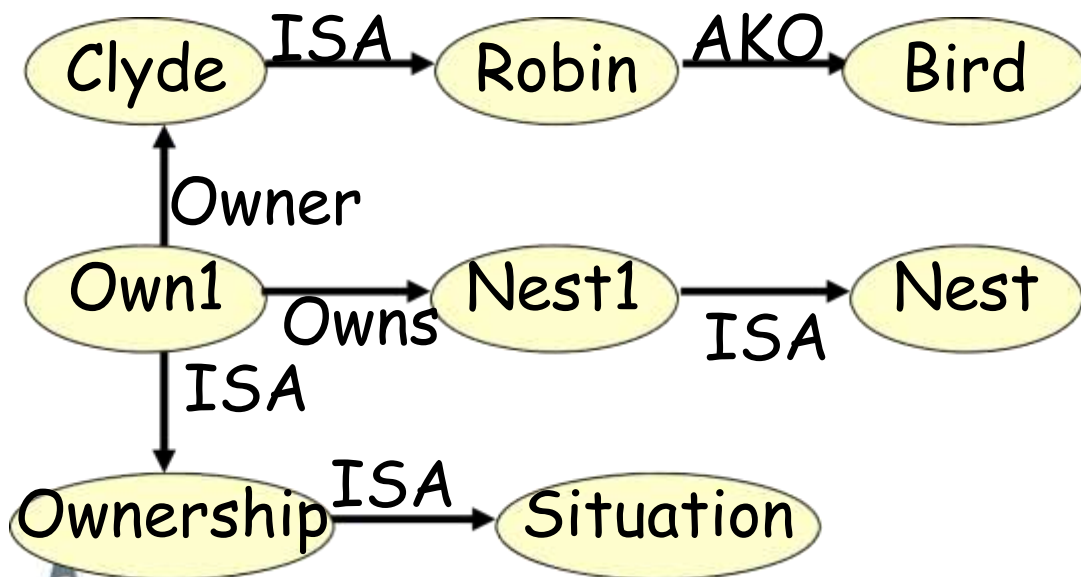 Clyde ISA Robin AKO Bird
Owner
Own1 Owns Nest1 ISA Nest
ISA
Ownership ISA Situation